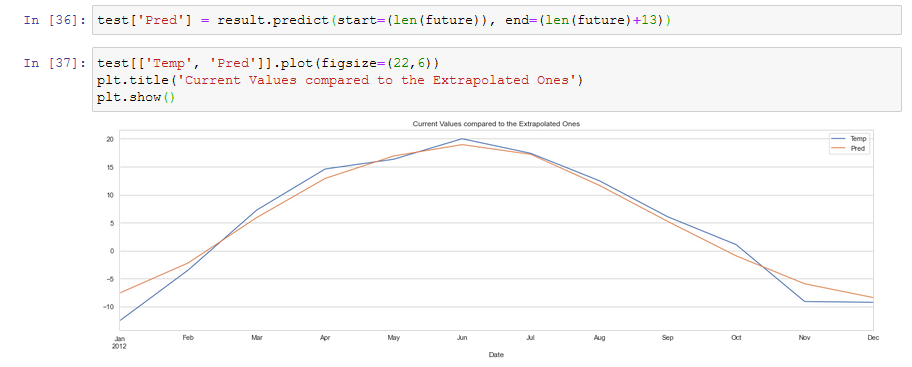 In [36]: test['Pred'] = result.predict(start=(len(future)), end=(len(future)+13))
In [37]: test[['Temp', 'Pred']].plot(figsize=(22,6))
plt.title('Current Values compared to the Extrapolated Ones')
plt.show()
Current Values compared to the Extrapolated Ones
Temp
Pred
20
15
10
5
0
−5
−10
Jan Feb Mar Apr May Jun Jul Aug Sep Oct Nov Dec
2012
Date